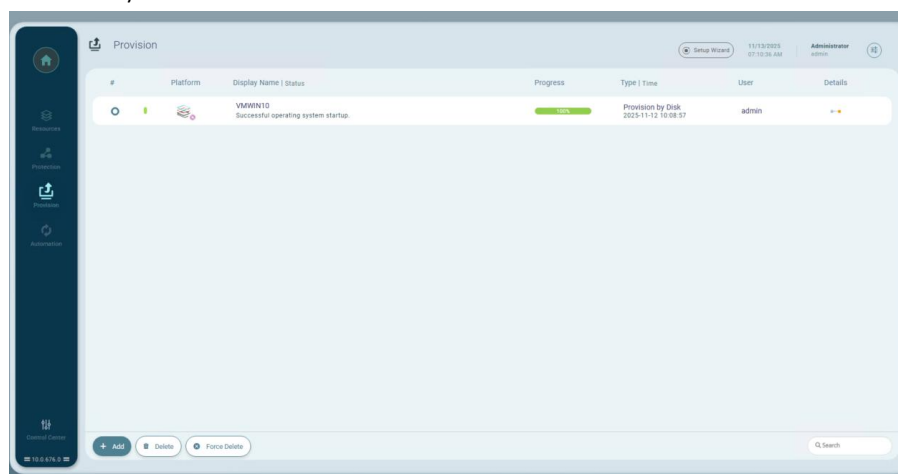 Provision
Setup Wizard
11/13/2025
07:10:36 AM
Administrator
admin
# Platform Display Name | Status Progress Type | Time User Details
VMWIN10
Successful operating system startup
100%
Provision by Disk
2025-11-12 10:08:57
admin
Resources
Protection
Provision
Automation
Control Center
10.0.676.0
+ Add
Delete
Force Delete
Search